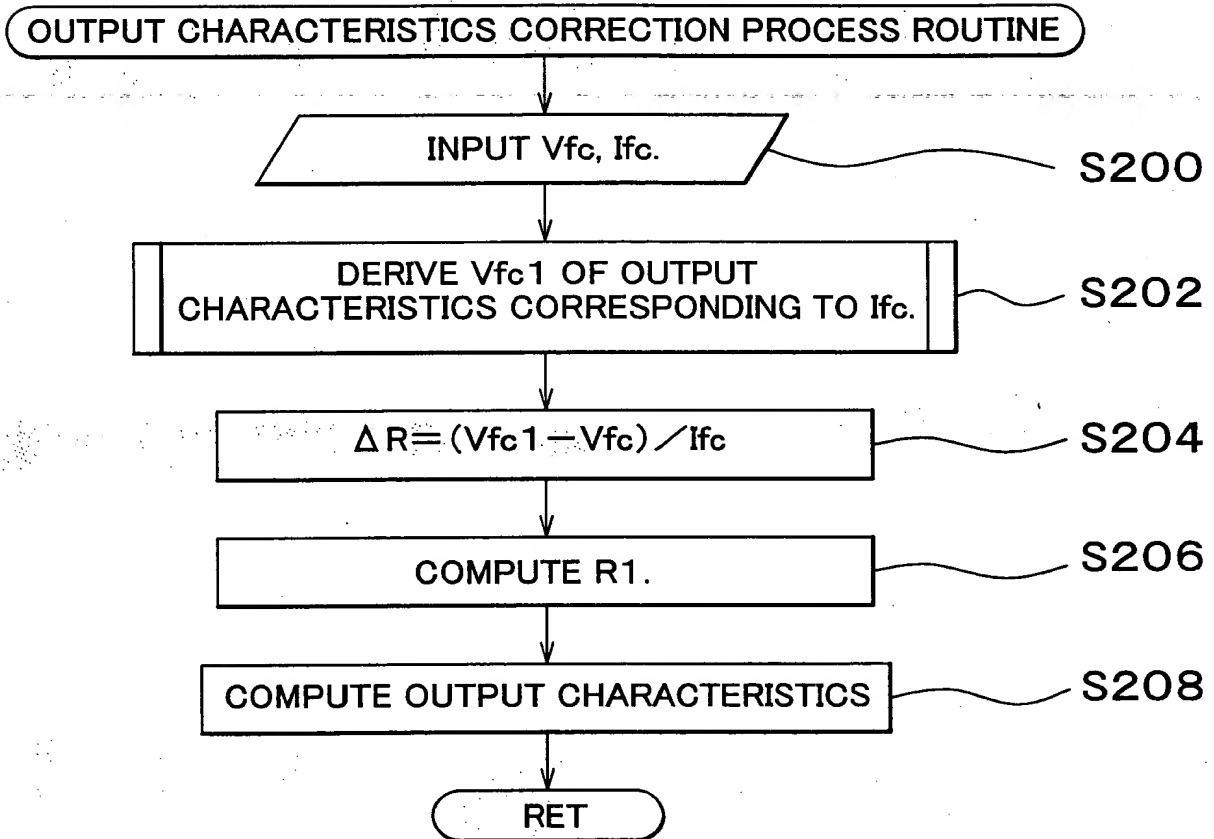 OUTPUT CHARACTERISTICS CORRECTION PROCESS ROUTINE
INPUT Vfc, Ifc.
S200
DERIVE Vfc1 OF OUTPUT
CHARACTERISTICS CORRESPONDING TO Ifc.
S202
ΔR=(Vfc1−Vfc)/Ifc
S204
COMPUTE R1.
S206
COMPUTE OUTPUT CHARACTERISTICS
S208
RET